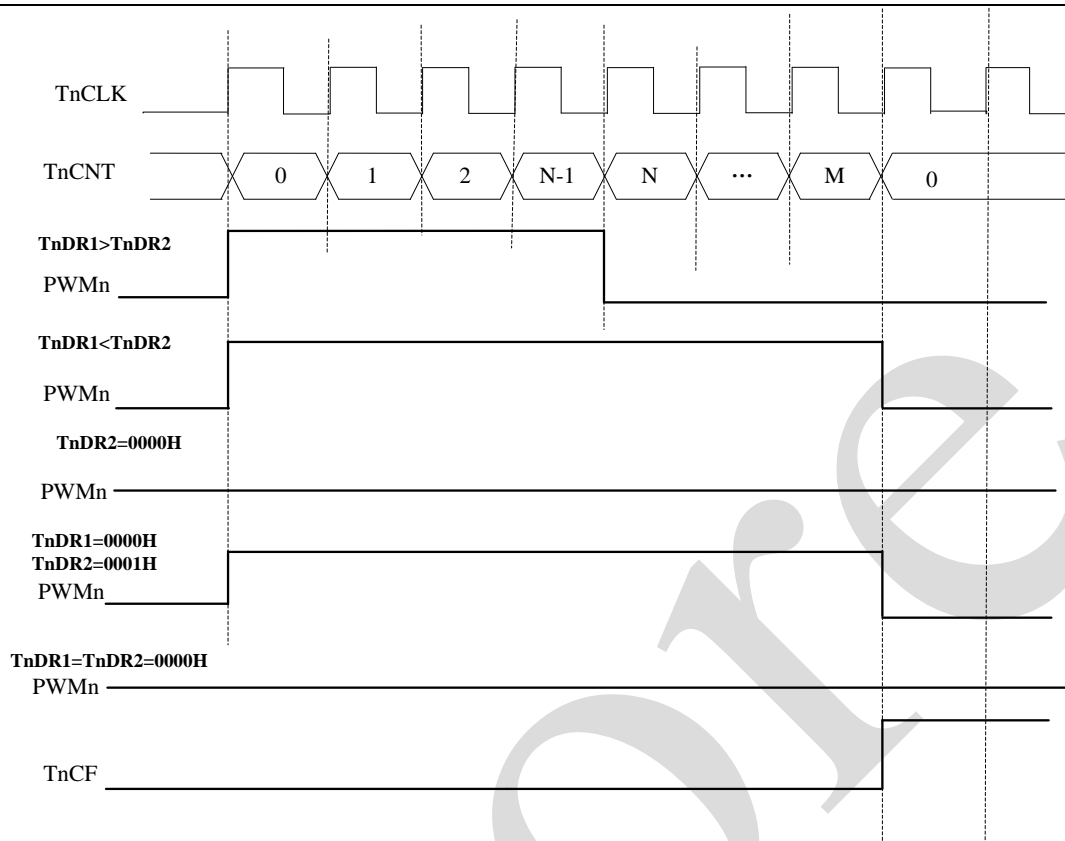 TnCLK
TnCNT
0 1 2 N-1 N ... M 0
TnDR1>TnDR2
PWMn
TnDR1<TnDR2
PWMn
TnDR2=0000H
PWMn
TnDR1=0000H
TnDR2=0001H
PWMn
TnDR1=TnDR2=0000H
PWMn
TnCF
ore